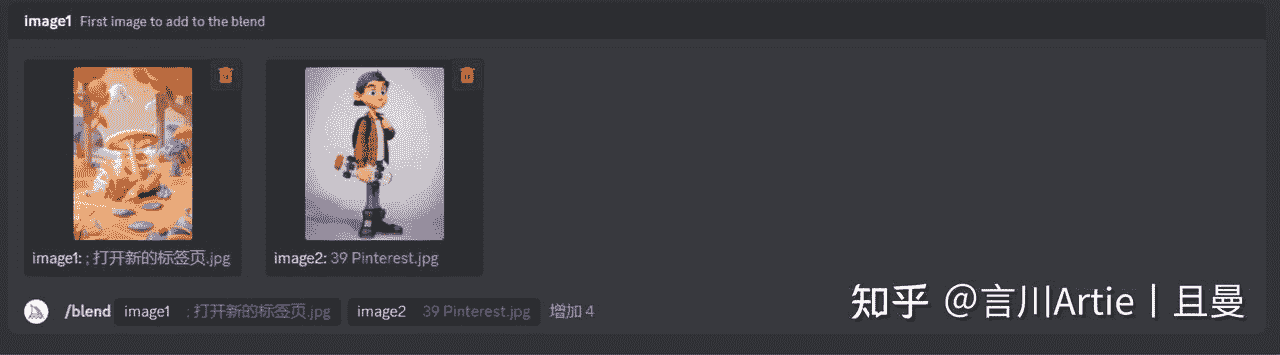 image1 First image to add to the blend
image1: ; 打开新的标签页.jpg
image2: 39 Pinterest.jpg
/blend image1 ; 打开新的标签页.jpg image2 39 Pinterest.jpg 增加 4
知乎 @言川Artie丨且曼